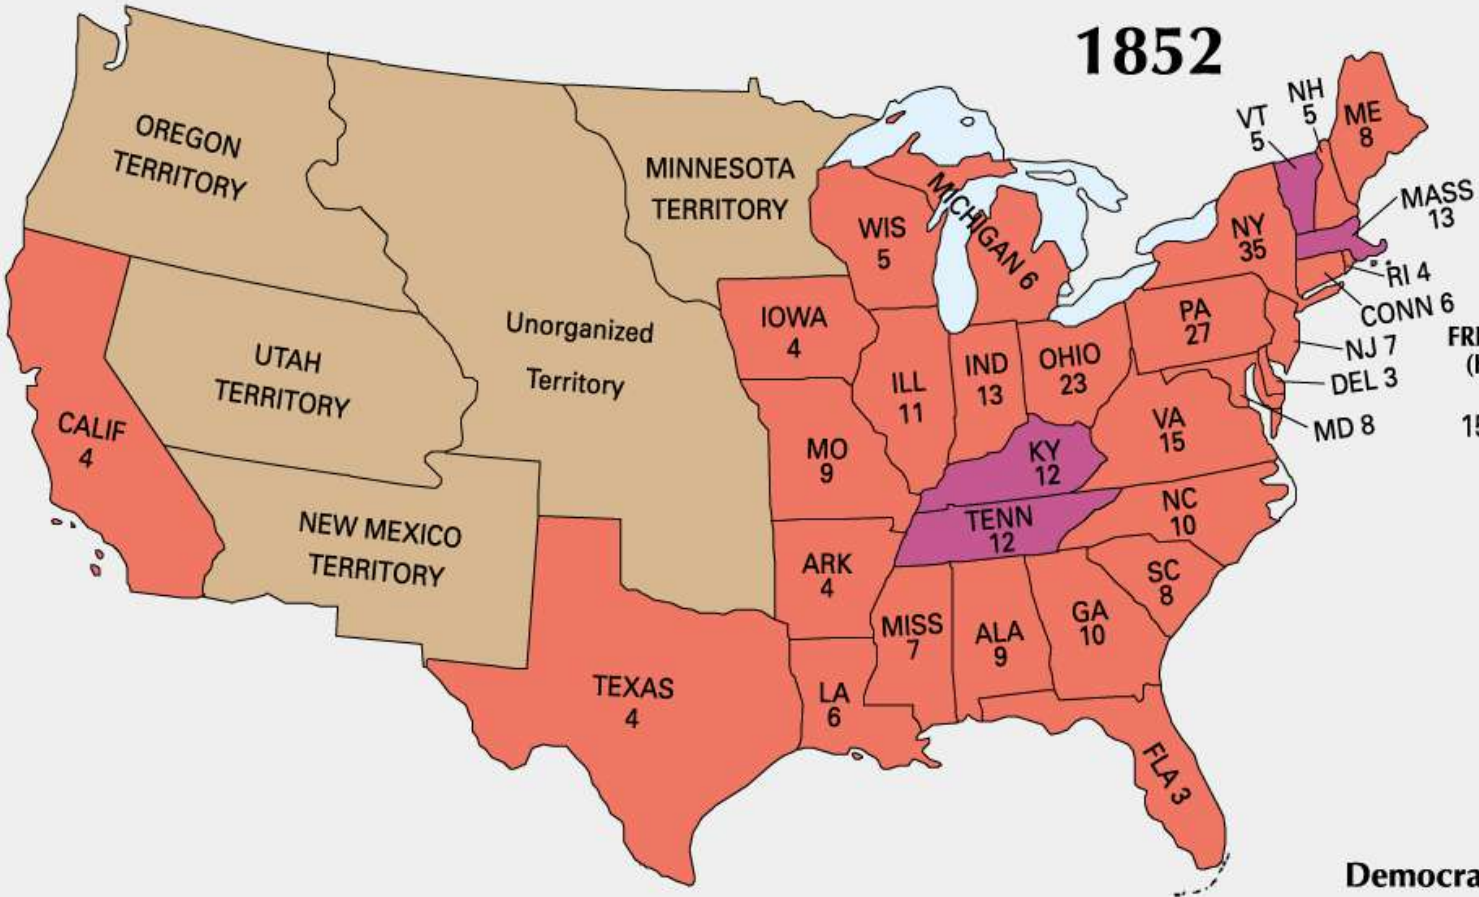 1852
OREGON
TERRITORY
MINNESOTA
TERRITORY
VT
5
NH
5
ME
8
MASS
13
WIS
5
MICHIGAN 6
NY
35
RI 4
CONN 6
NJ 7
DEL 3
MD 8
UTAH
TERRITORY
Unorganized
Territory
IOWA
4
PA
27
ILL
11
IND
13
OHIO
23
CALIF
4
MO
9
KY
12
VA
15
NEW MEXICO
TERRITORY
TENN
12
NC
10
ARK
4
SC
8
MISS
7
ALA
9
GA
10
TEXAS
4
LA
6
FLA 3